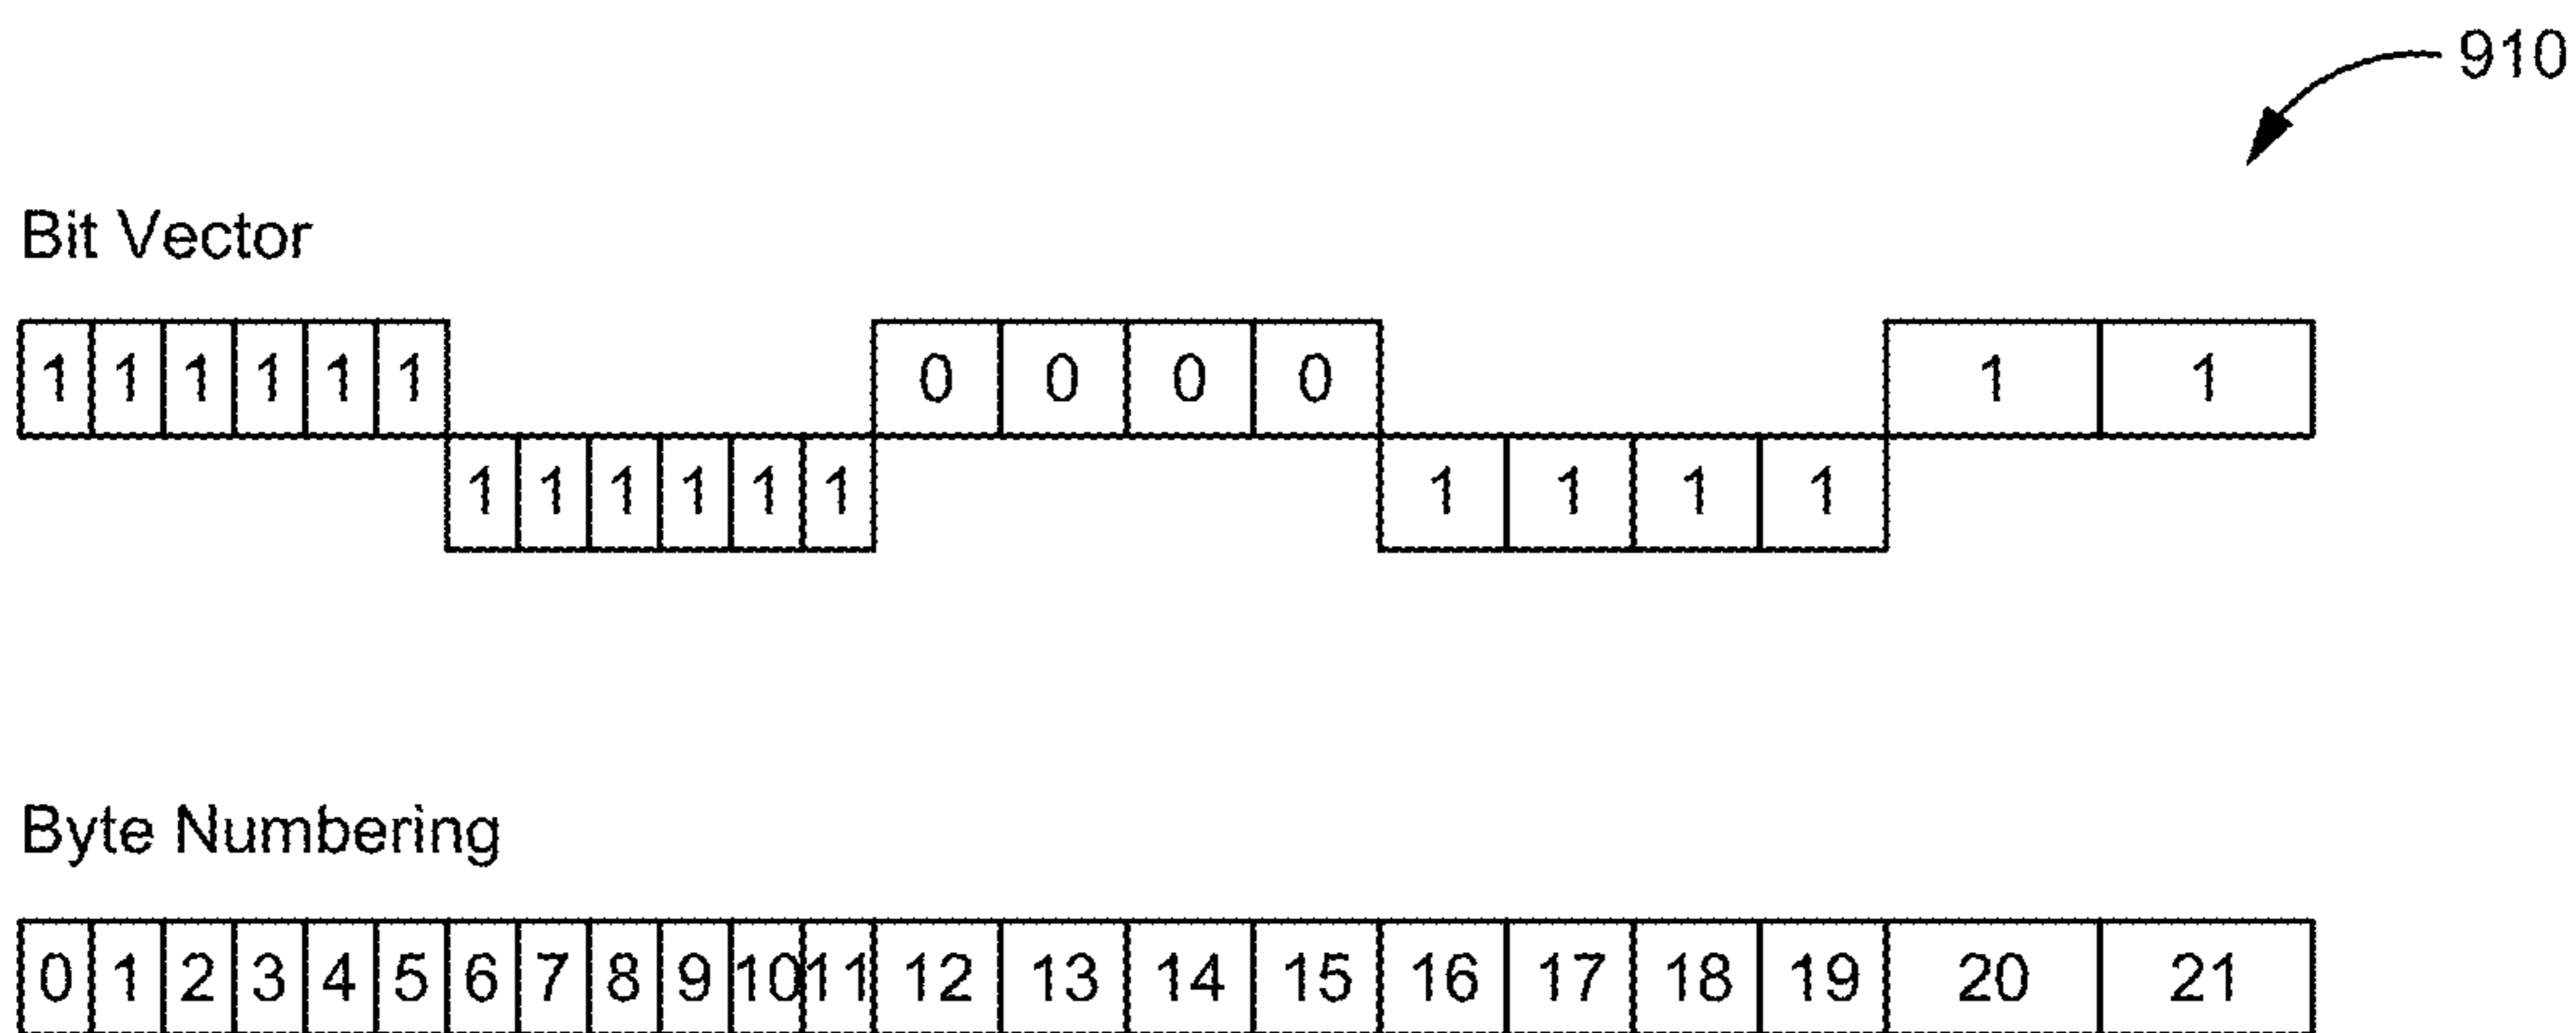 910
Bit Vector
1 1 1 1 1 1 0 0 0 0 1 1
1 1 1 1 1 1 1 1 1 1
Byte Numbering
0 1 2 3 4 5 6 7 8 9 10 11 12 13 14 15 16 17 18 19 20 21